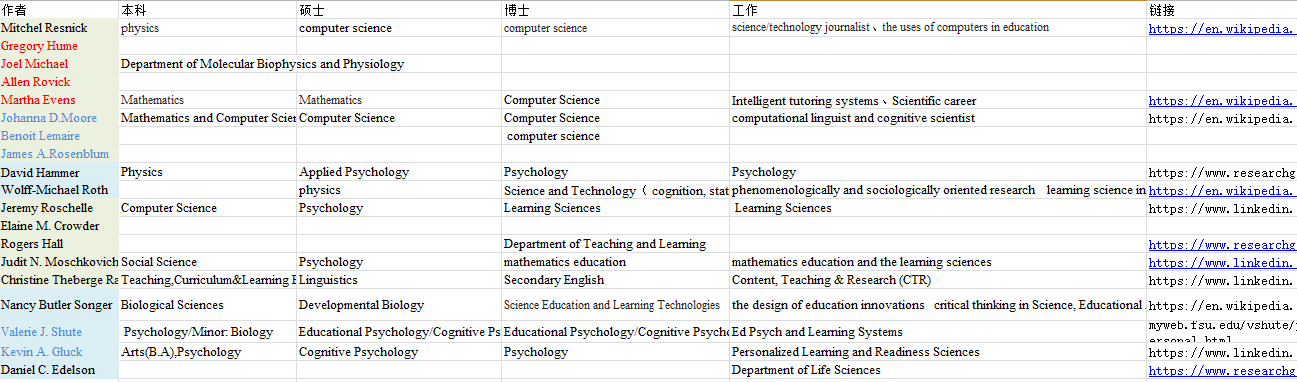 作者 本科 硕士 博士 工作 链接
Mitchel Resnick physics computer science computer science science/technology journalist、the uses of computers in education https://en.wikipedia.
Gregory Hume
Joel Michael Department of Molecular Biophysics and Physiology
Allen Rovick
Martha Evens Mathematics Mathematics Computer Science Intelligent tutoring systems、Scientific career https://en.wikipedia.
Johanna D.Moore Mathematics and Computer Scien Computer Science Computer Science computational linguist and cognitive scientist https://en.wikipedia.
Benoit Lemaire computer science
James A.Rosenblum
David Hammer Physics Applied Psychology Psychology Psychology https://www.researchg
Wolff-Michael Roth physics Science and Technology（ cognition, stat phenomenologically and sociologically oriented research learning science in https://en.wikipedia.
Jeremy Roschelle Computer Science Psychology Learning Sciences Learning Sciences https://www.linkedin.
Elaine M. Crowder
Rogers Hall Department of Teaching and Learning https://www.researchg
Judit N. Moschkovich Social Science Psychology mathematics education mathematics education and the learning sciences https://www.linkedin.
Christine Theberge Ra Teaching,Curriculum&Learning E Linguistics Secondary English Content, Teaching & Research (CTR) https://www.linkedin.
Nancy Butler Songer Biological Sciences Developmental Biology Science Education and Learning Technologies the design of education innovations critical thinking in Science, Educational https://en.wikipedia.
Valerie J. Shute Psychology/Minor: Biology Educational Psychology/Cognitive Ps Educational Psychology/Cognitive Psycho Ed Psych and Learning Systems myweb.fsu.edu/vshute/
Kevin A. Gluck Arts(B.A),Psychology Cognitive Psychology Psychology Personalized Learning and Readiness Sciences https://www.linkedin.
Daniel C. Edelson Department of Life Sciences https://www.researchg